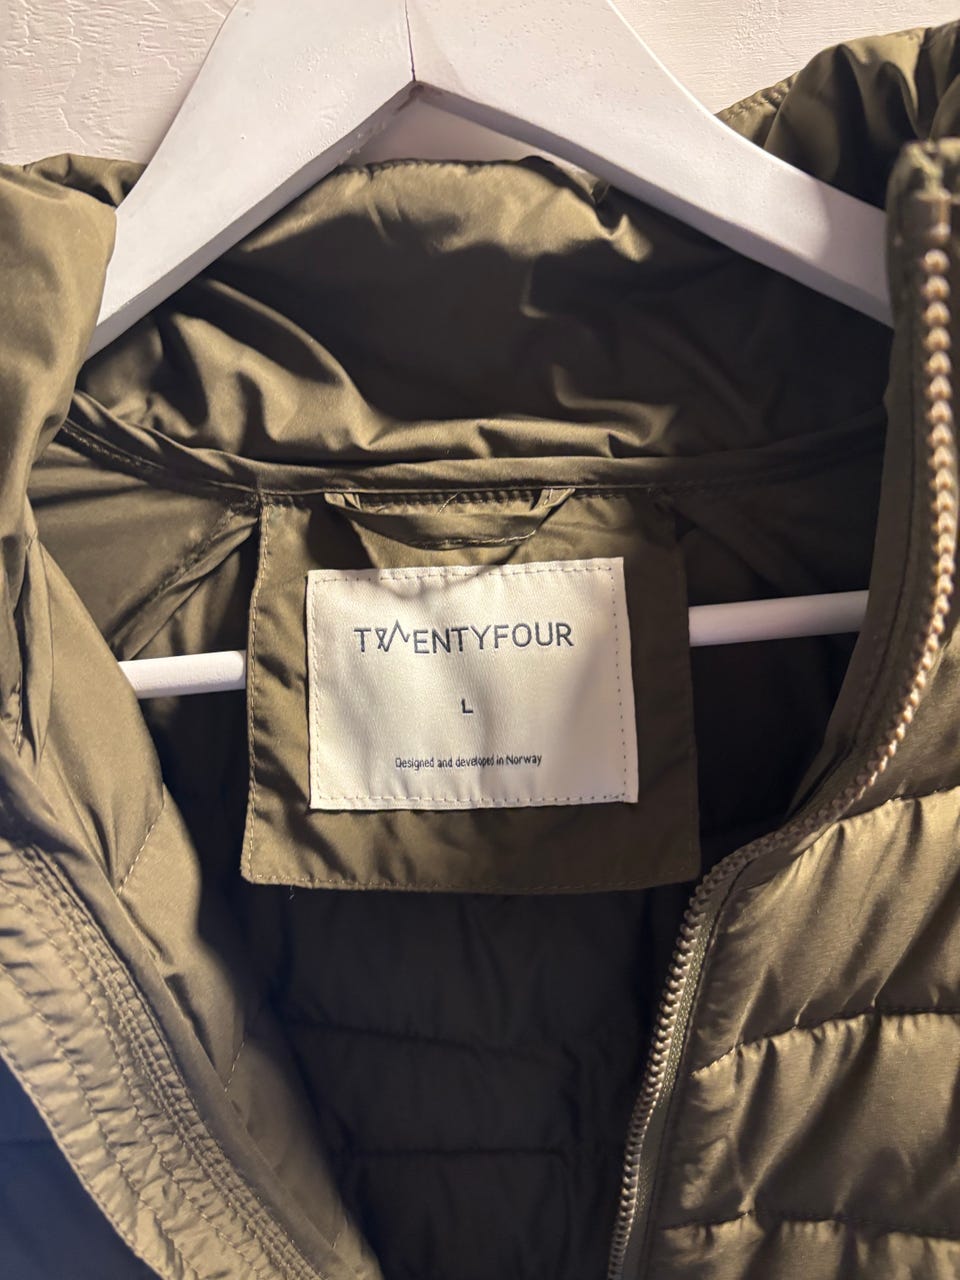 TWENTYFOUR
L
Designed and developed in Norway